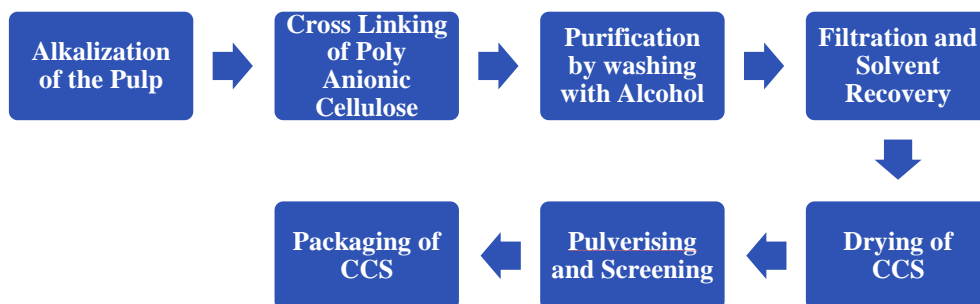 Alkalization
of the Pulp
Cross Linking
of Poly
Anionic
Cellulose
Purification
by washing
with Alcohol
Filtration and
Solvent
Recovery
Drying of
CCS
Pulverising
and Screening
Packaging of
CCS